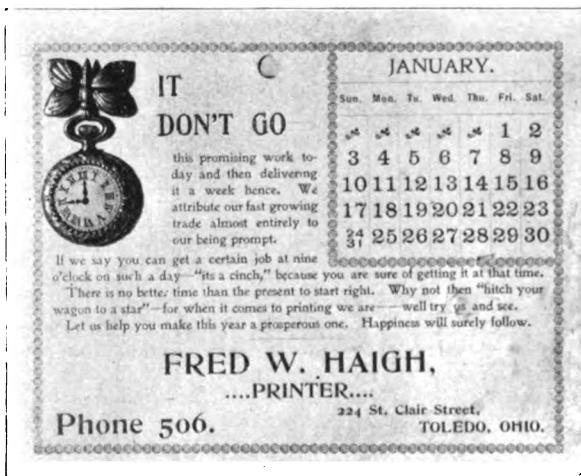 IT
DON'T GO
this promising work to-
day and then delivering
it a week hence. We
attribute our fast growing
trade almost entirely to
our being prompt.
If we say you can get a certain job at nine
o'clock on such a day—"its a cinch," because you are sure of getting it at that time.
There is no better time than the present to start right. Why not then "hitch your
wagon to a star"—for when it comes to printing we are——well try us and see.
Let us help you make this year a prosperous one. Happiness will surely follow.
JANUARY.
Sun. Mon. Tu. Wed. Thu. Fri. Sat.
1 2
3 4 5 6 7 8 9
10 11 12 13 14 15 16
17 18 19 20 21 22 23
24/31 25 26 27 28 29 30
FRED W. HAIGH,
....PRINTER....
Phone 506.
224 St. Clair Street,
TOLEDO, OHIO.